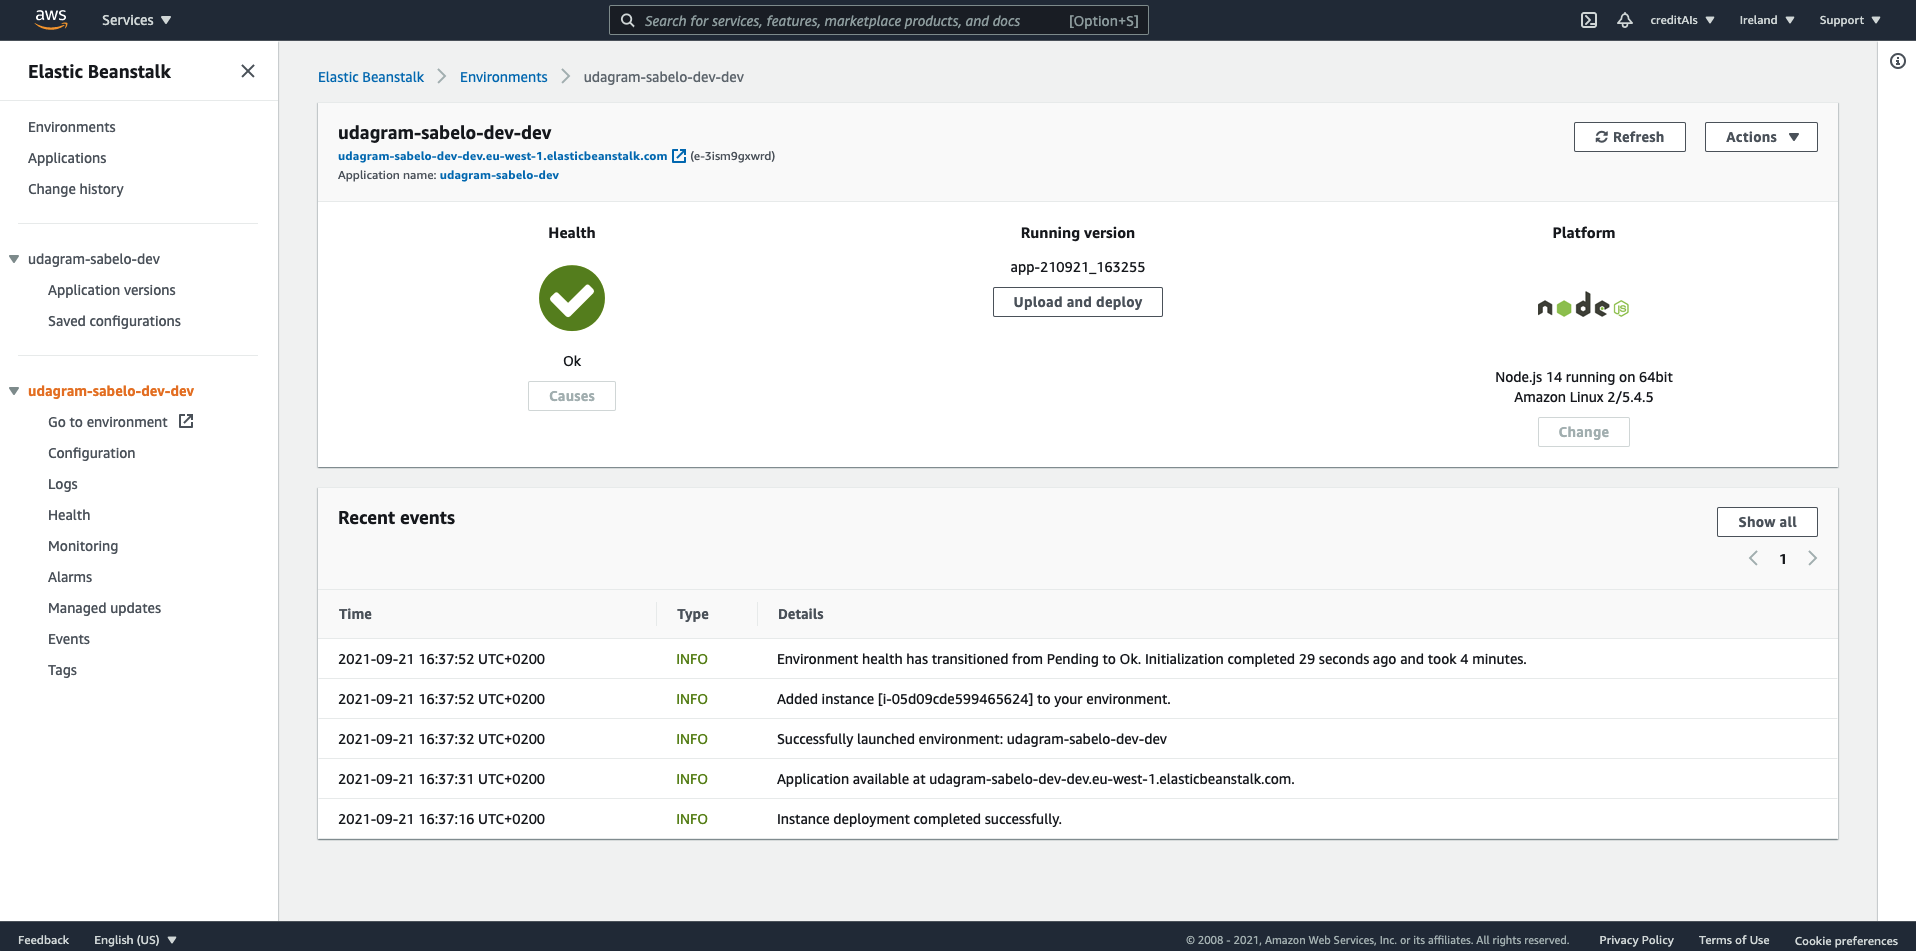 aws
Services
Search for services, features, marketplace products, and docs
[Option+S]
creditAIs
Ireland
Support
Elastic Beanstalk
Environments
Applications
Change history
udagram-sabelo-dev
Application versions
Saved configurations
udagram-sabelo-dev-dev
Go to environment
Configuration
Logs
Health
Monitoring
Alarms
Managed updates
Events
Tags
Elastic Beanstalk
Environments
udagram-sabelo-dev-dev
udagram-sabelo-dev-dev
udagram-sabelo-dev-dev.eu-west-1.elasticbeanstalk.com (e-3ism9gxwrd)
Application name: udagram-sabelo-dev
Refresh
Actions
Health
Ok
Causes
Running version
app-210921_163255
Upload and deploy
Platform
node JS
Node.js 14 running on 64bit
Amazon Linux 2/5.4.5
Change
Recent events
Show all
1
Time Type Details
2021-09-21 16:37:52 UTC+0200 INFO Environment health has transitioned from Pending to Ok. Initialization completed 29 seconds ago and took 4 minutes.
2021-09-21 16:37:52 UTC+0200 INFO Added instance [i-05d09cde599465624] to your environment.
2021-09-21 16:37:32 UTC+0200 INFO Successfully launched environment: udagram-sabelo-dev-dev
2021-09-21 16:37:31 UTC+0200 INFO Application available at udagram-sabelo-dev-dev.eu-west-1.elasticbeanstalk.com.
2021-09-21 16:37:16 UTC+0200 INFO Instance deployment completed successfully.
Feedback
English (US)
© 2008 - 2021, Amazon Web Services, Inc. or its affiliates. All rights reserved.
Privacy Policy
Terms of Use
Cookie preferences